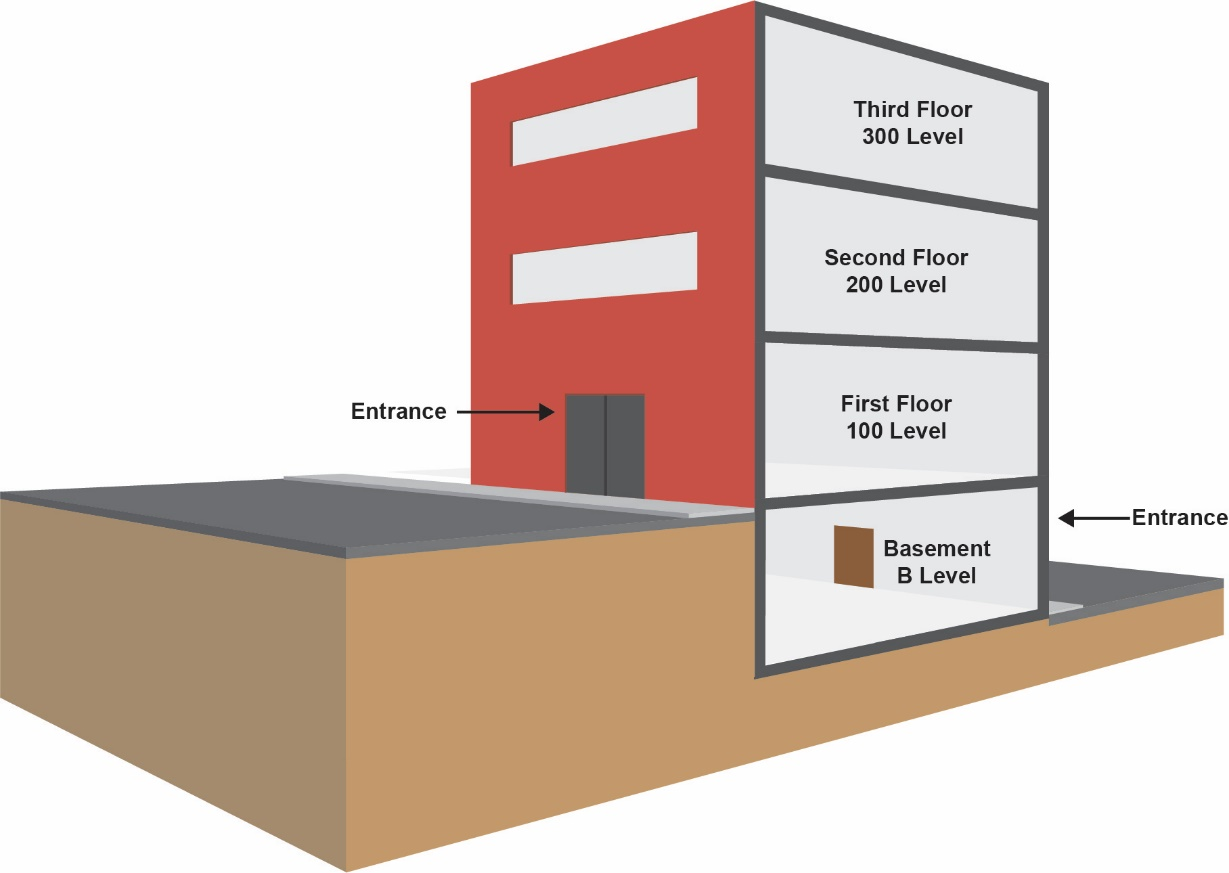 Third Floor
300 Level
Second Floor
200 Level
Entrance
First Floor
100 Level
Entrance
Basement
B Level